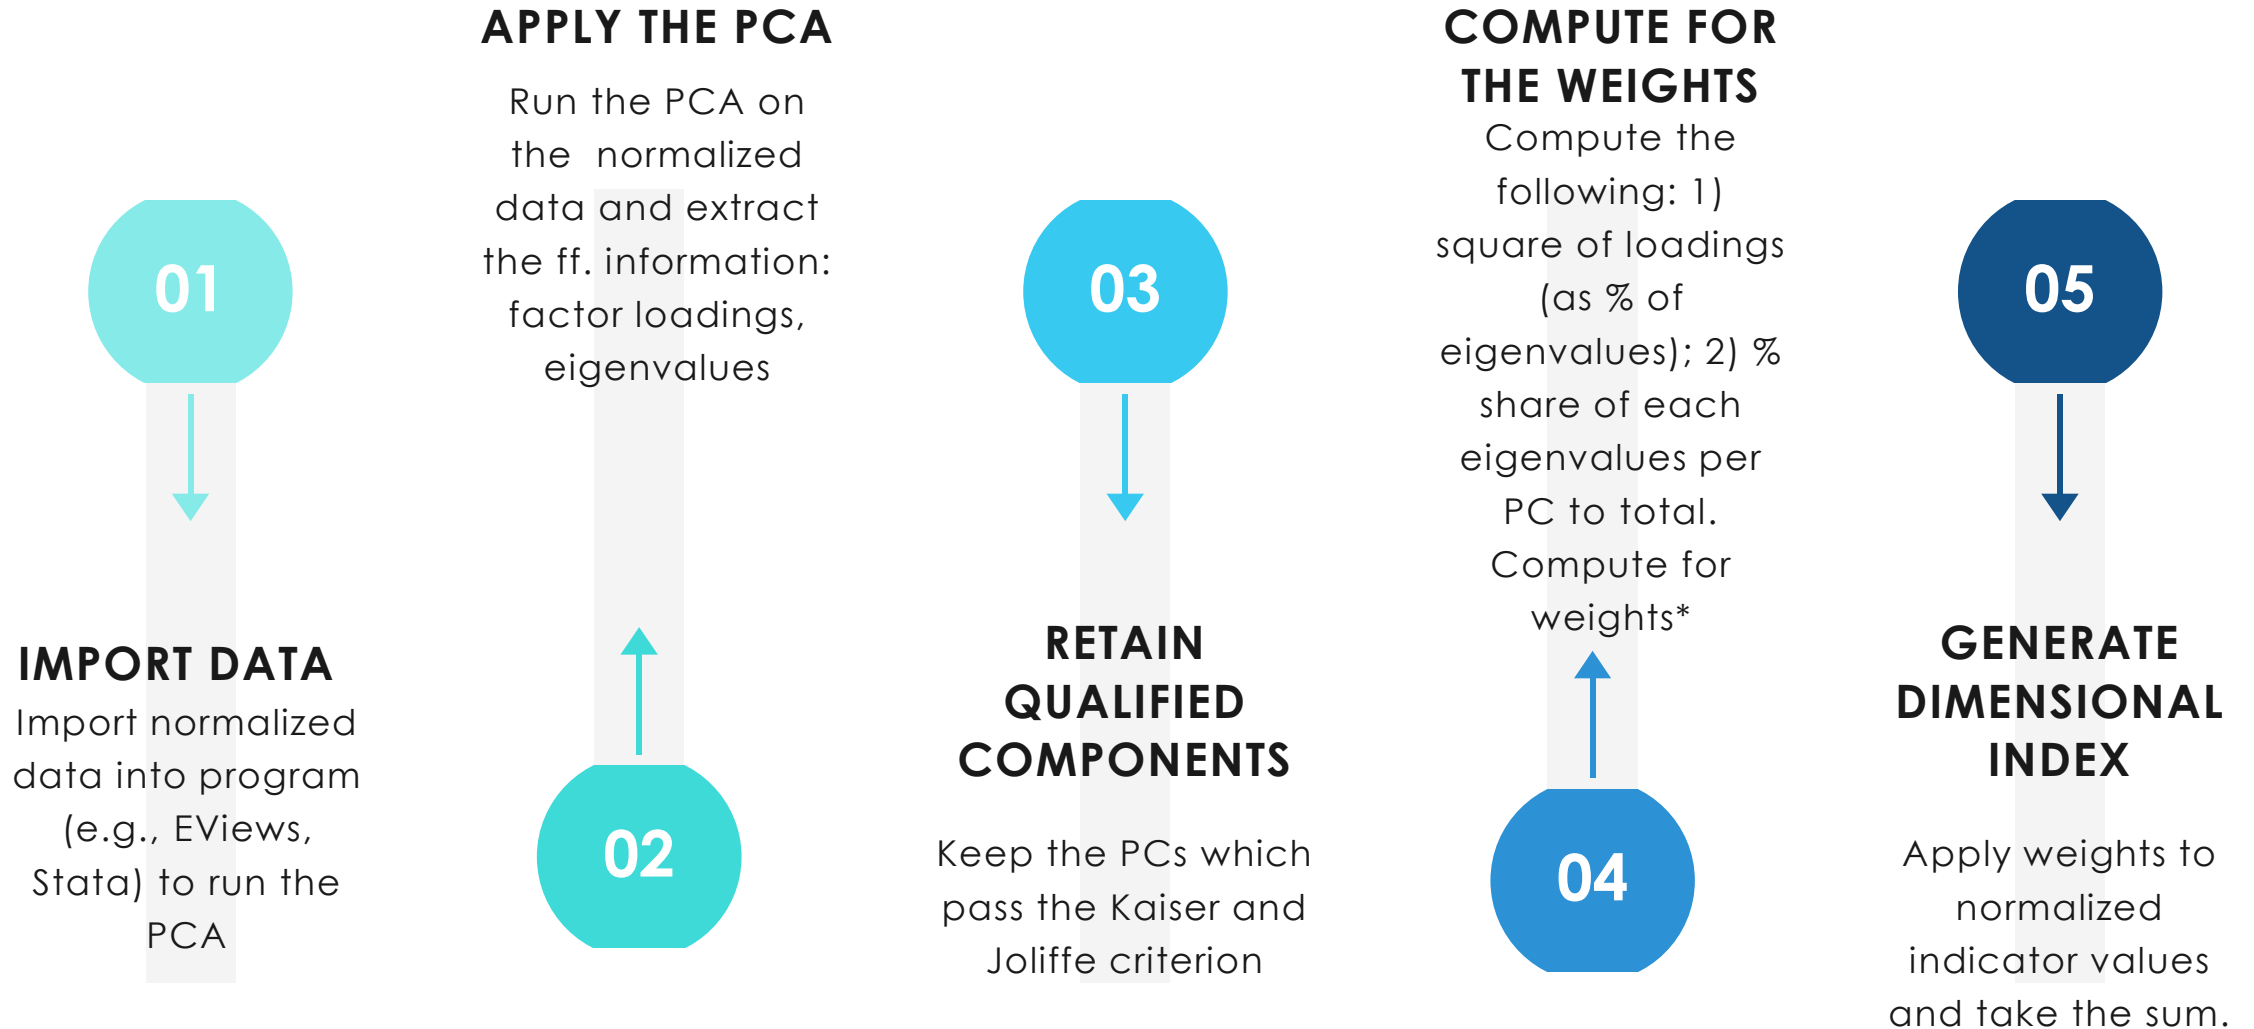 01
IMPORT DATA
Import normalized
data into program
(e.g., EViews,
Stata) to run the
PCA
APPLY THE PCA
Run the PCA on
the normalized
data and extract
the ff. information:
factor loadings,
eigenvalues
02
03
RETAIN
QUALIFIED
COMPONENTS
Keep the PCs which
pass the Kaiser and
Joliffe criterion
COMPUTE FOR
THE WEIGHTS
Compute the
following: 1)
square of loadings
(as % of
eigenvalues); 2) %
share of each
eigenvalues per
PC to total.
Compute for
weights*
04
05
GENERATE
DIMENSIONAL
INDEX
Apply weights to
normalized
indicator values
and take the sum.